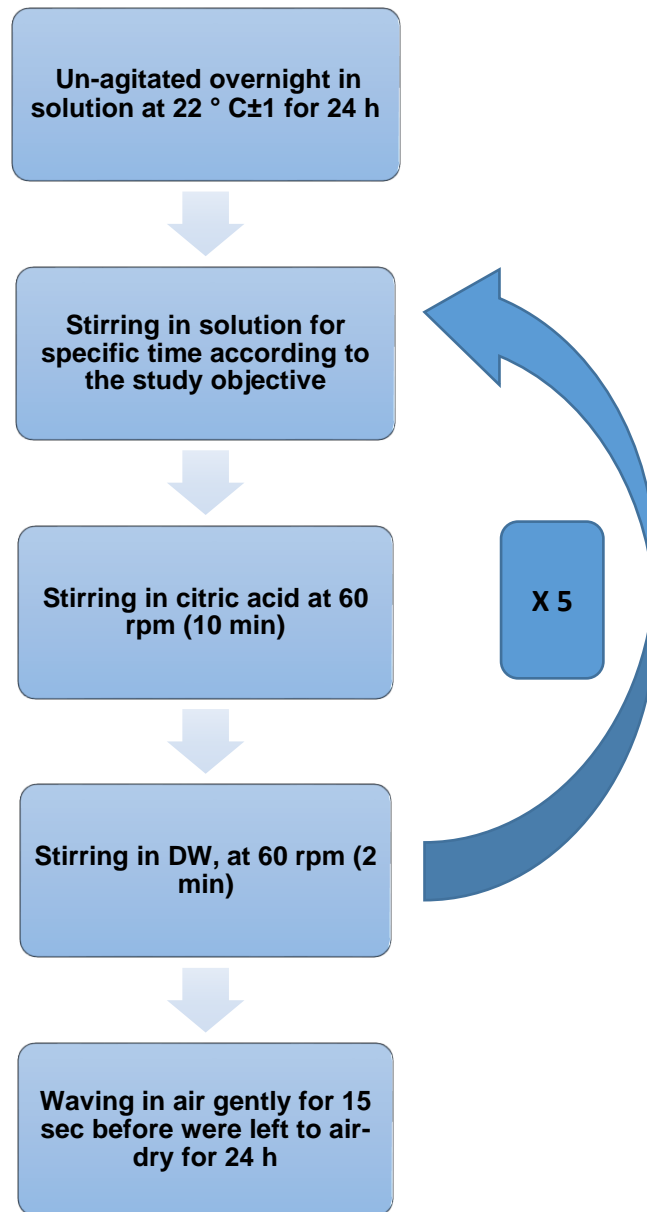 Un-agitated overnight in
solution at 22 ° C±1 for 24 h
Stirring in solution for
specific time according to
the study objective
Stirring in citric acid at 60
rpm (10 min)
X 5
Stirring in DW, at 60 rpm (2
min)
Waving in air gently for 15
sec before were left to air-
dry for 24 h